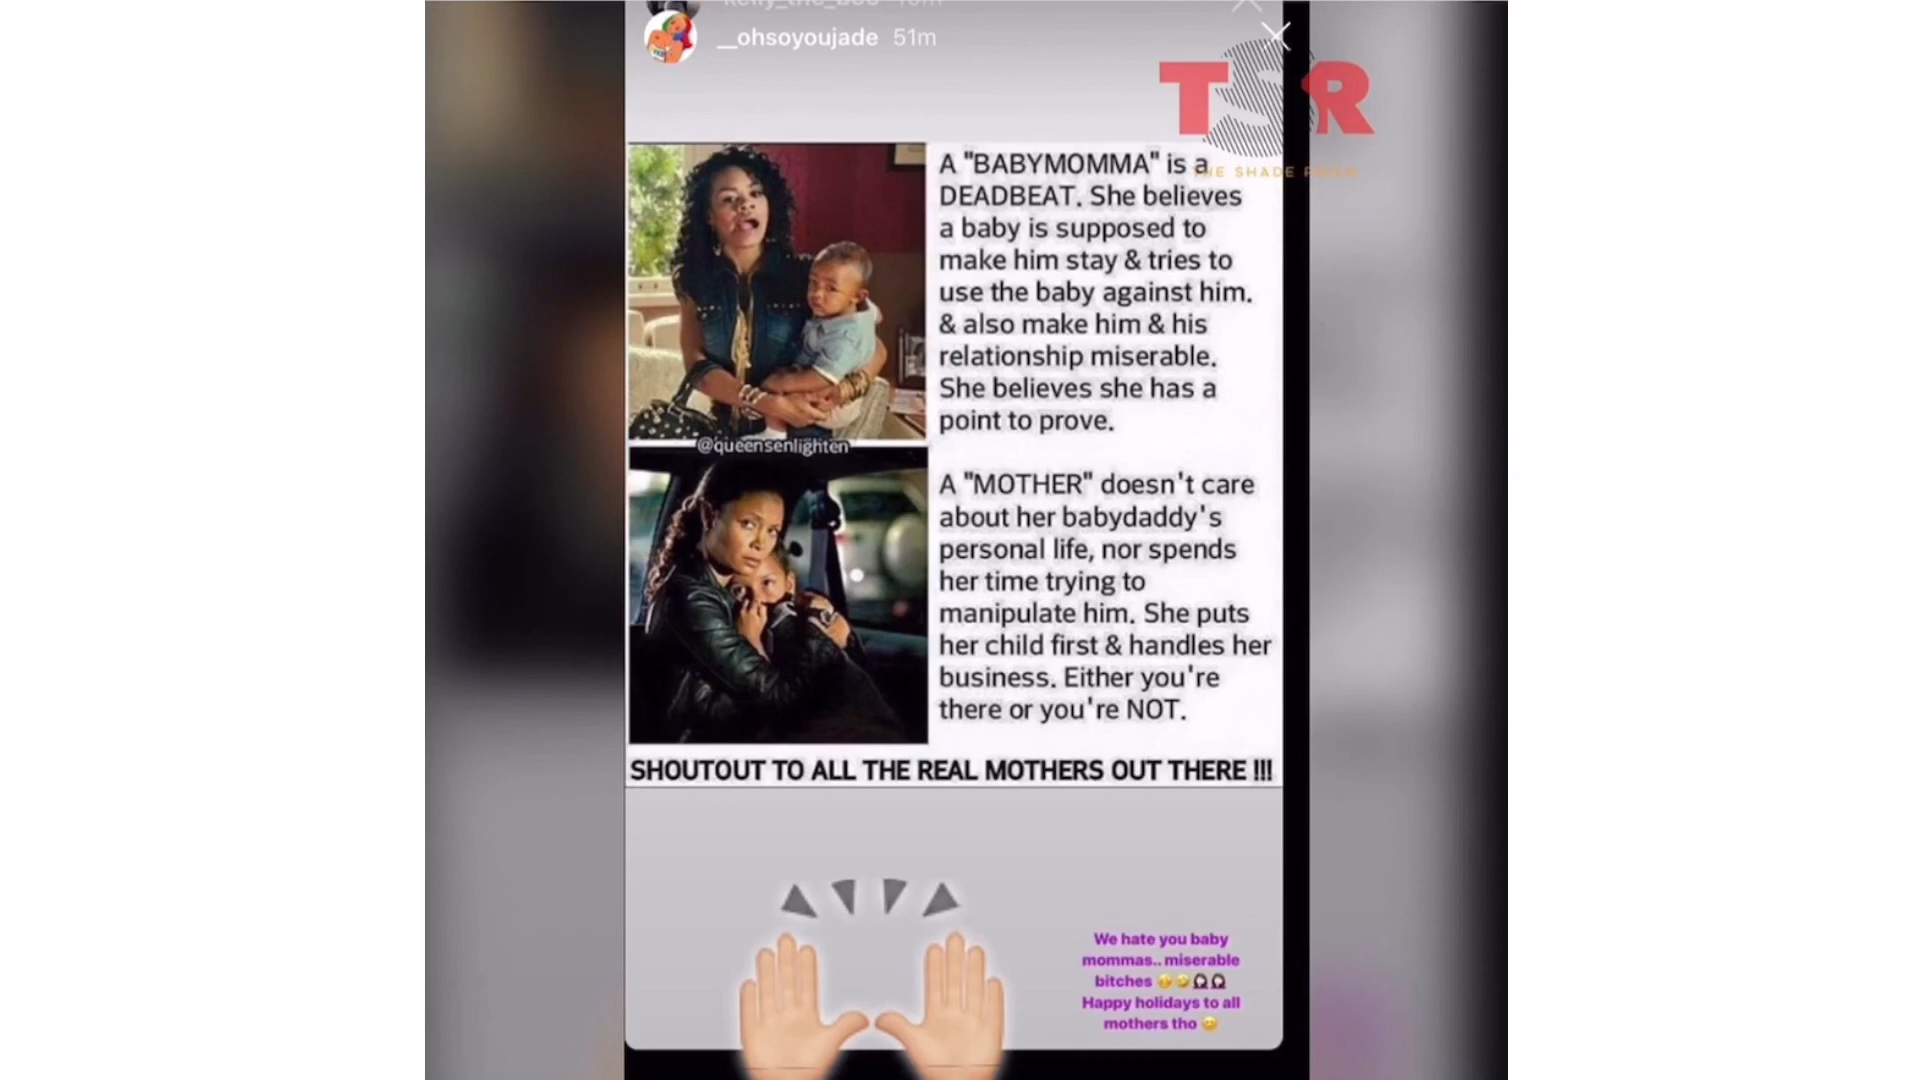 __ohsoyoujade 51m
TSR
THE SHADE
A "BABYMOMMA" is a
DEADBEAT. She believes
a baby is supposed to
make him stay & tries to
use the baby against him.
& also make him & his
relationship miserable.
She believes she has a
point to prove.
@queensenlighten
A "MOTHER" doesn't care
about her babydaddy's
personal life, nor spends
her time trying to
manipulate him. She puts
her child first & handles her
business. Either you're
there or you're NOT.
SHOUTOUT TO ALL THE REAL MOTHERS OUT THERE !!!
We hate you baby
mommas.. miserable
bitches 🥴🤣🤦🏻‍♀️🤦🏻‍♀️
Happy holidays to all
mothers tho 😊